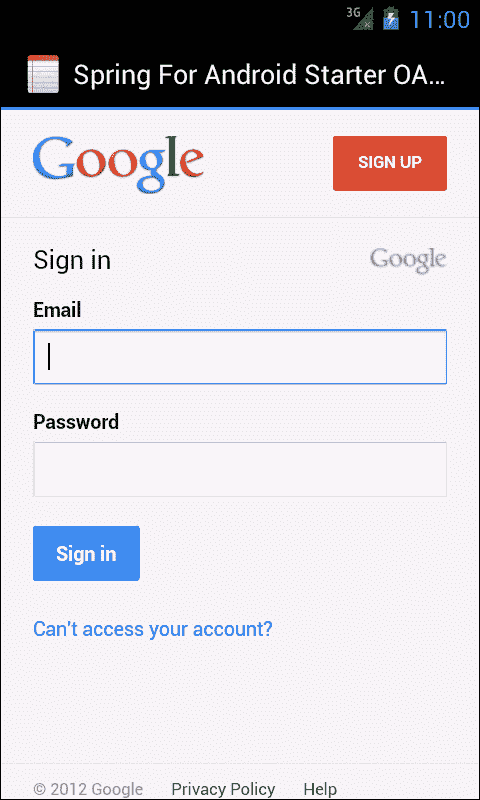 3G 11:00
Spring For Android Starter OA...
Google SIGN UP
Sign in Google
Email
Password
Sign in
Can't access your account?
© 2012 Google Privacy Policy Help